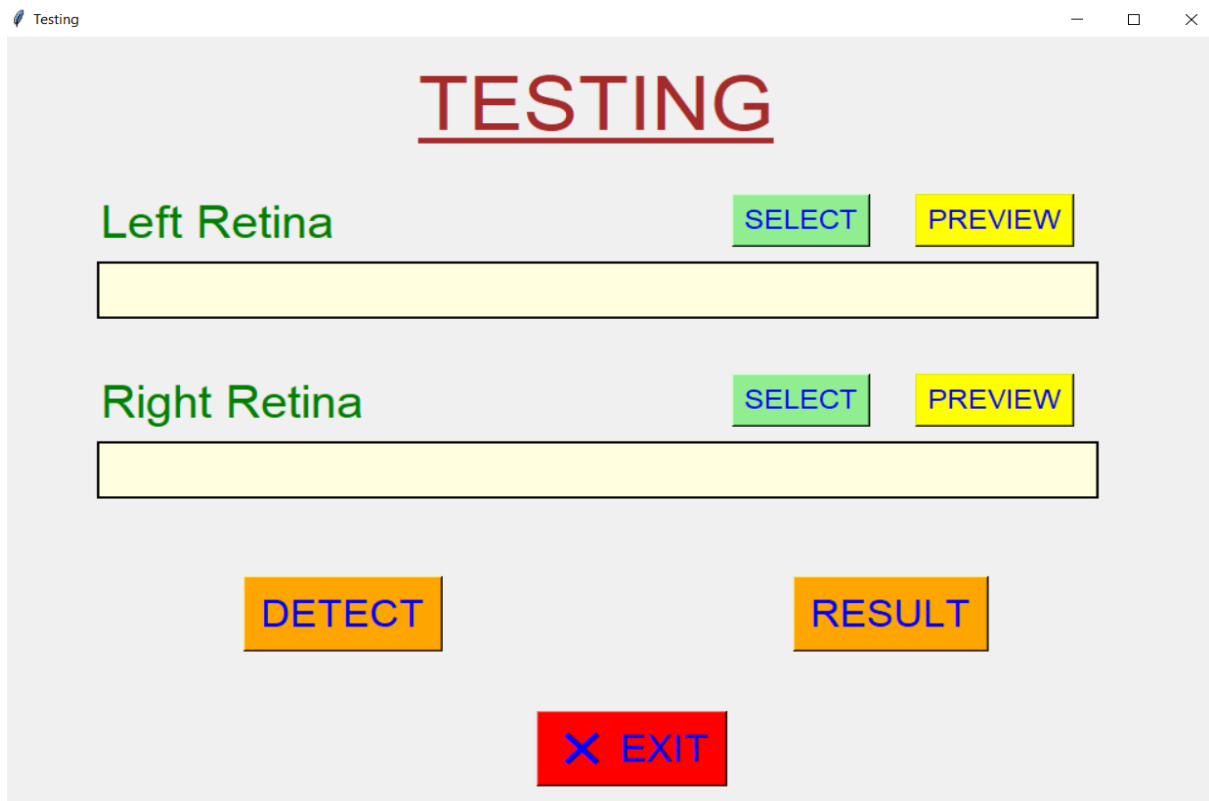 Testing
TESTING
Left Retina SELECT PREVIEW
Right Retina SELECT PREVIEW
DETECT RESULT
EXIT